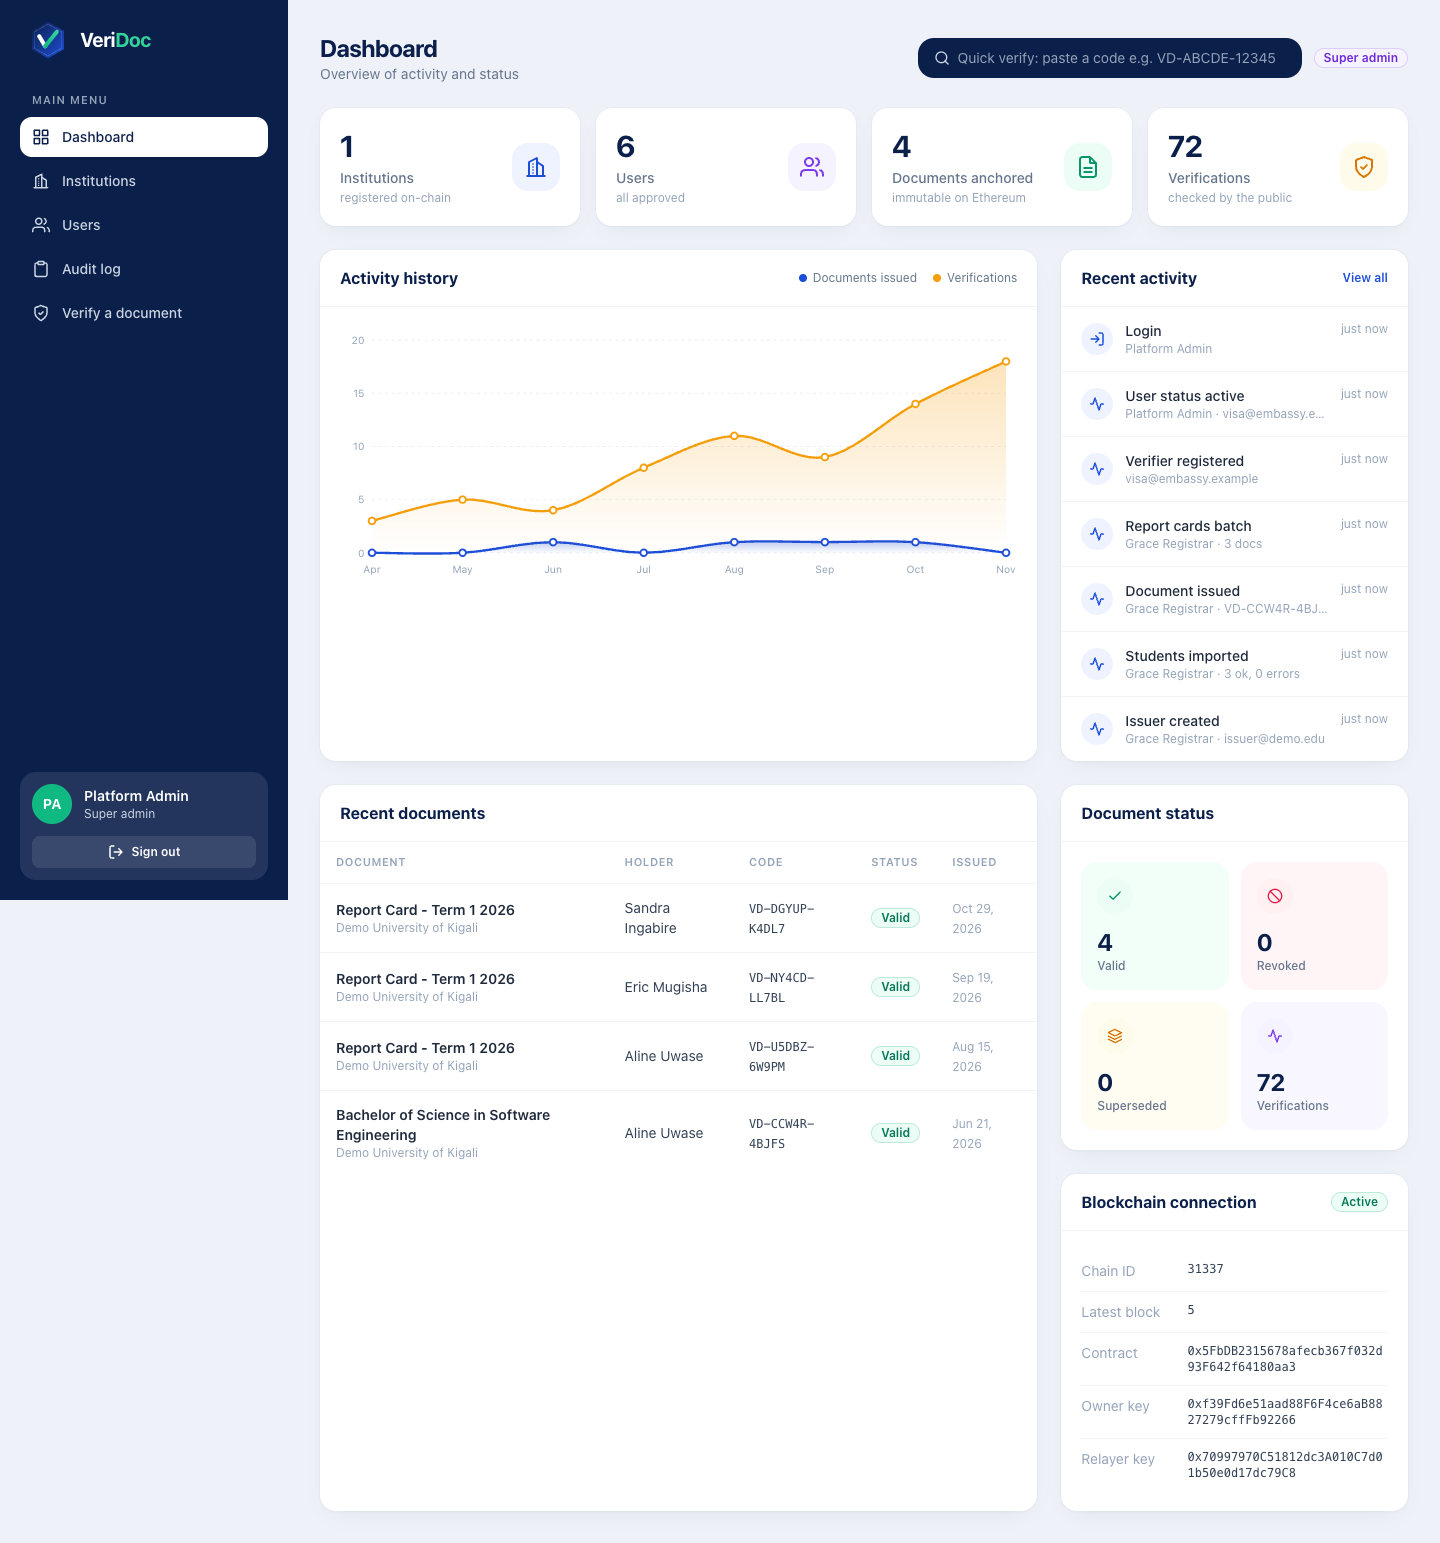 VeriDoc
MAIN MENU
Dashboard
Institutions
Users
Audit log
Verify a document
PA
Platform Admin
Super admin
Sign out
Dashboard
Overview of activity and status
Quick verify: paste a code e.g. VD-ABCDE-12345
Super admin
1
Institutions
registered on-chain
6
Users
all approved
4
Documents anchored
immutable on Ethereum
72
Verifications
checked by the public
Activity history
Documents issued
Verifications
20
15
10
5
0
Apr May Jun Jul Aug Sep Oct Nov
Recent activity
View all
Login
Platform Admin
just now
User status active
Platform Admin · visa@embassy.e...
just now
Verifier registered
visa@embassy.example
just now
Report cards batch
Grace Registrar · 3 docs
just now
Document issued
Grace Registrar · VD-CCW4R-4BJ...
just now
Students imported
Grace Registrar · 3 ok, 0 errors
just now
Issuer created
Grace Registrar · issuer@demo.edu
just now
Recent documents
DOCUMENT HOLDER CODE STATUS ISSUED
Report Card - Term 1 2026
Demo University of Kigali
Sandra
Ingabire
VD-DGYUP-
K4DL7
Valid
Oct 29,
2026
Report Card - Term 1 2026
Demo University of Kigali
Eric Mugisha
VD-NY4CD-
LL7BL
Valid
Sep 19,
2026
Report Card - Term 1 2026
Demo University of Kigali
Aline Uwase
VD-U5DBZ-
6W9PM
Valid
Aug 15,
2026
Bachelor of Science in Software
Engineering
Demo University of Kigali
Aline Uwase
VD-CCW4R-
4BJFS
Valid
Jun 21,
2026
Document status
4
Valid
0
Revoked
0
Superseded
72
Verifications
Blockchain connection
Active
Chain ID
31337
Latest block
5
Contract
0x5FbDB2315678afecb367f032d
93F642f64180aa3
Owner key
0xf39Fd6e51aad88F6F4ce6aB88
27279cffFb92266
Relayer key
0x70997970C51812dc3A010C7d0
1b50e0d17dc79C8